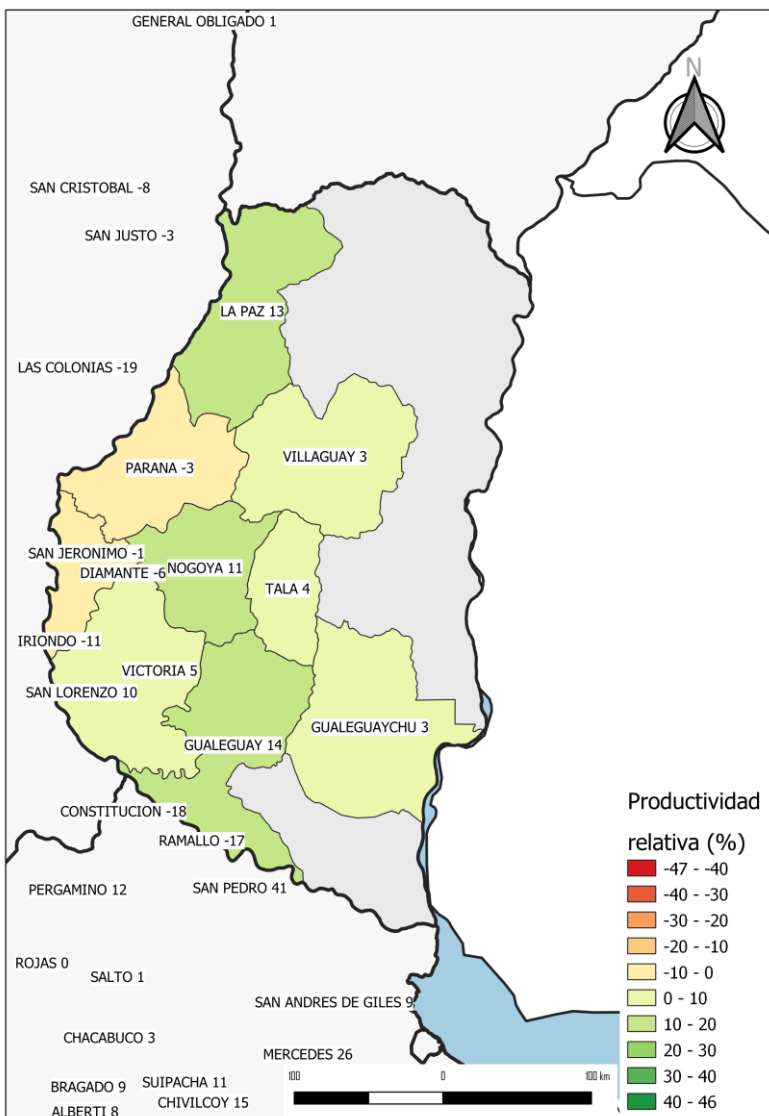 GENERAL OBLIGADO 1
N
SAN CRISTOBAL -8
SAN JUSTO -3
LA PAZ 13
LAS COLONIAS -19
VILLAGUAY 3
PARANA -3
SAN JERONIMO -1
NOGOYA 11
DIAMANTE -6
TALA 4
IRIONDO -11
VICTORIA 5
SAN LORENZO 10
GUALEGUAYCHU 3
GUALEGUAY 14
CONSTITUCION -18
RAMALLO -17
PERGAMINO 12
SAN PEDRO 41
ROJAS 0
SALTO 1
SAN ANDRES DE GILES 9
CHACABUCO 3
MERCEDES 26
BRAGADO 9
SUIPACHA 11
CHIVILCOY 15
ALBERTI 8
Productividad
relativa (%)
-47 - -40
-40 - -30
-30 - -20
-20 - -10
-10 - 0
0 - 10
10 - 20
20 - 30
30 - 40
40 - 46
100 0 100 km